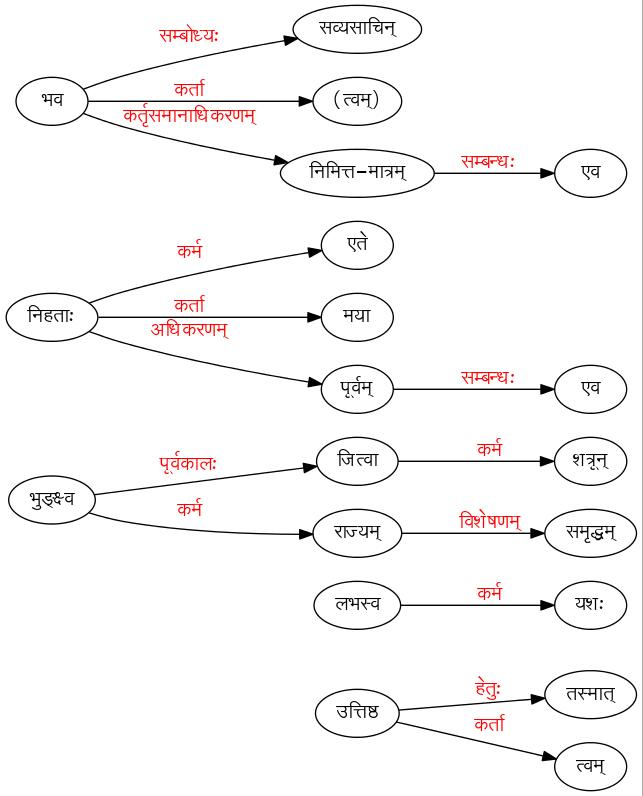 सम्बोध्यः
सव्यसाचिन्
भव
कर्ता
(त्वम्)
कर्तृसमानाधिकरणम्
निमित्त-मात्रम्
सम्बन्धः
एव
कर्म
एते
निहताः
कर्ता
मया
अधिकरणम्
पूर्वम्
सम्बन्धः
एव
पूर्वकालः
जित्वा
कर्म
शत्रून्
भुङ्क्ष्व
कर्म
राज्यम्
विशेषणम्
समृद्धम्
लभस्व
कर्म
यशः
हेतुः
तस्मात्
उत्तिष्ठ
कर्ता
त्वम्